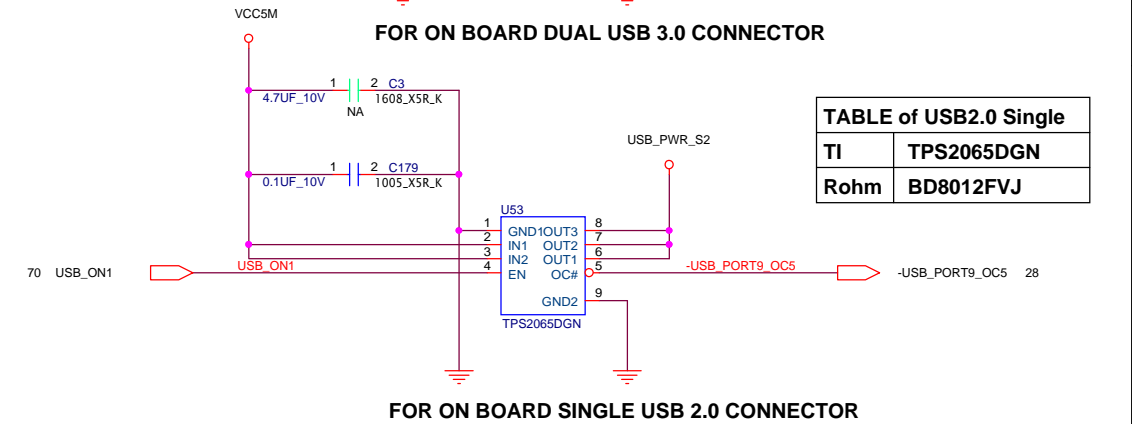 VCC5M
FOR ON BOARD DUAL USB 3.0 CONNECTOR
1 2 C3
4.7UF_10V 1608_X5R_K
NA
TABLE of USB2.0 Single
TI TPS2065DGN
Rohm BD8012FVJ
USB_PWR_S2
1 2 C179
0.1UF_10V 1005_X5R_K
U53
1 GND1 OUT3 8
2 IN1 OUT2 7
3 IN2 OUT1 6
70 USB_ON1 USB_ON1 4 EN OC# 5 -USB_PORT9_OC5 -USB_PORT9_OC5 28
GND2 9
TPS2065DGN
FOR ON BOARD SINGLE USB 2.0 CONNECTOR